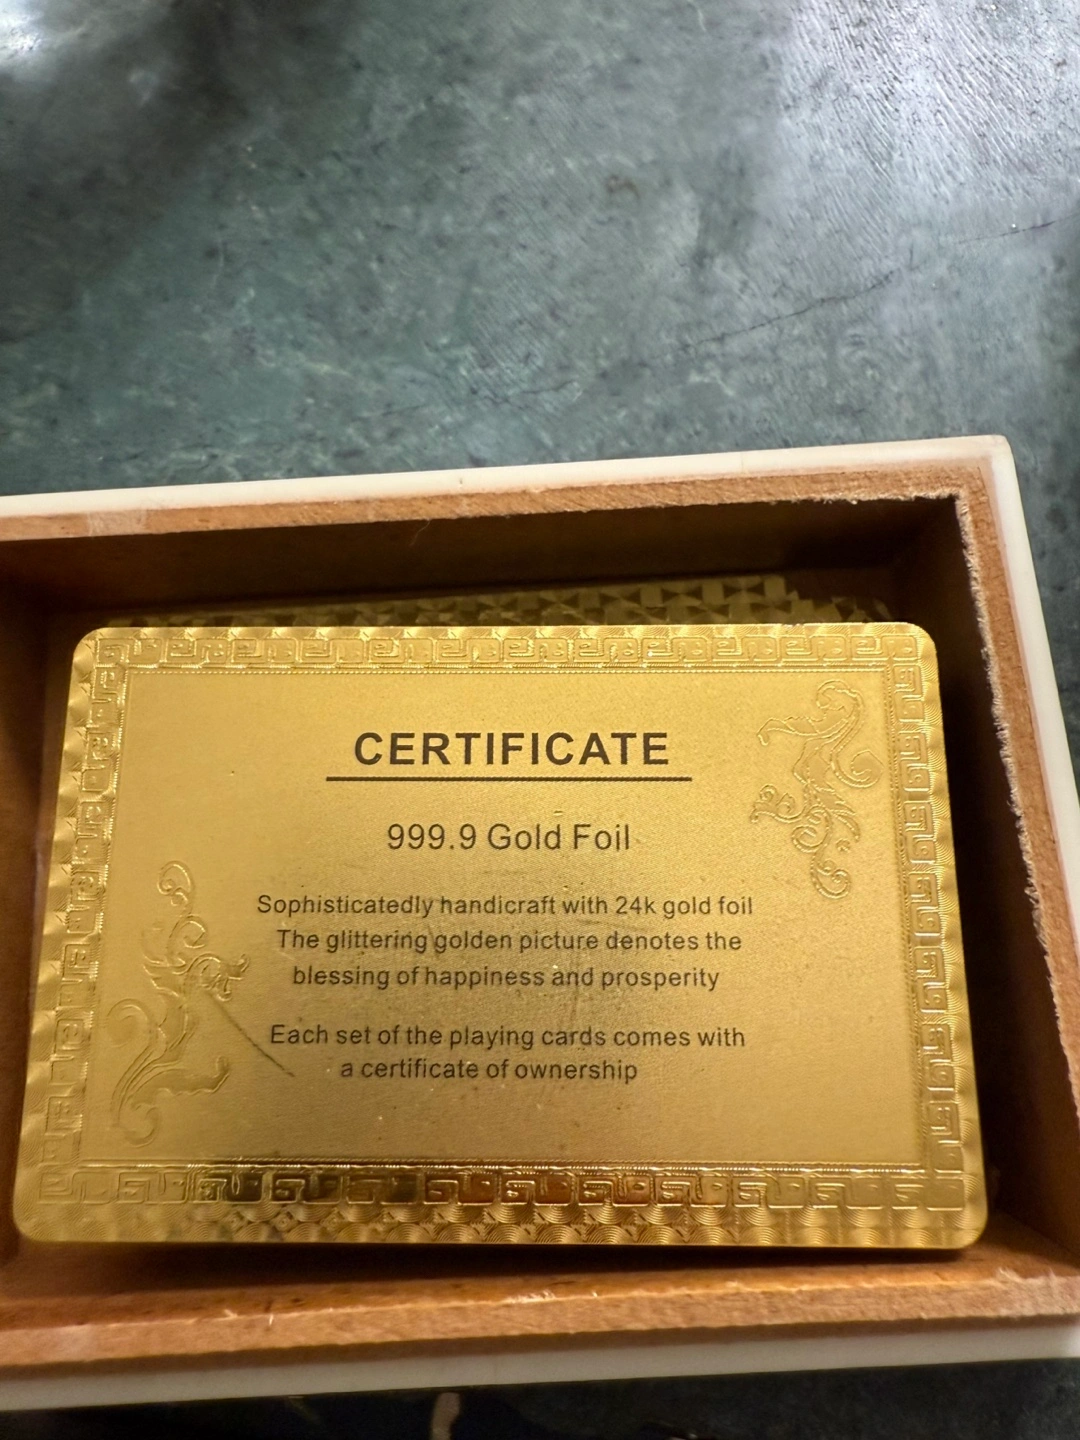 CERTIFICATE
999.9 Gold Foil
Sophisticatedly handicraft with 24k gold foil
The glittering golden picture denotes the
blessing of happiness and prosperity
Each set of the playing cards comes with
a certificate of ownership